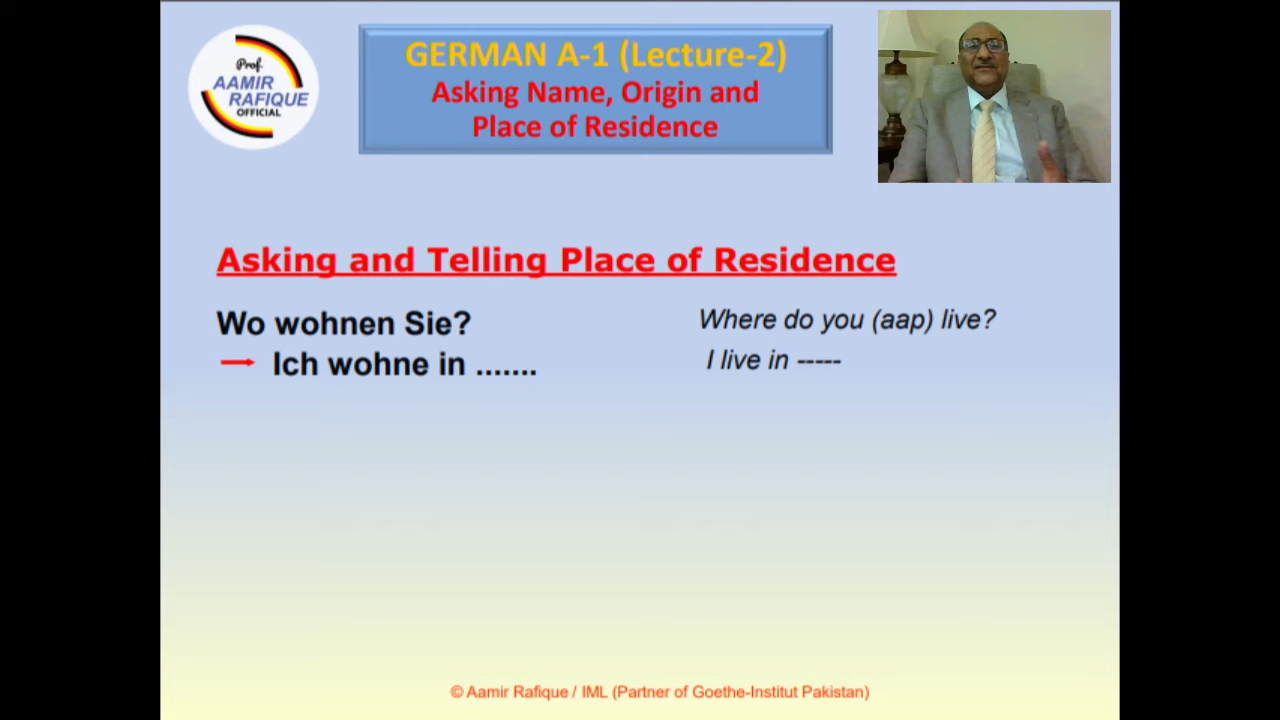 Prof.
AAMIR
RAFIQUE
OFFICIAL
GERMAN A-1 (Lecture-2)
Asking Name, Origin and
Place of Residence
Asking and Telling Place of Residence
Wo wohnen Sie?
Where do you (aap) live?
Ich wohne in .......
I live in -----
© Aamir Rafique / IML (Partner of Goethe-Institut Pakistan)